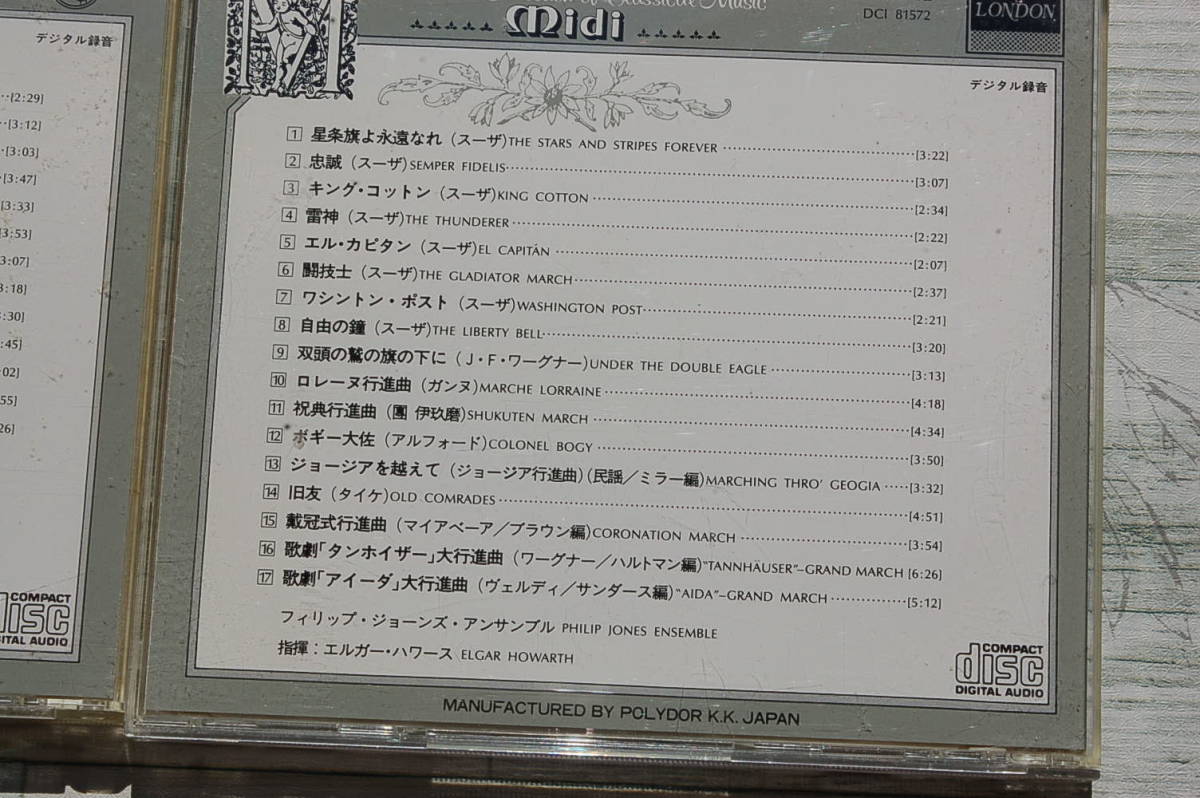 of Classical Music
Midi
DCI 81572
LONDON
デジタル録音
[2:29]
[3:12]
[3:03]
[3:47]
[3:33]
3:53]
3:07]
3:18]
:30]
:45]
02]
55]
26]
COMPACT
disc
DIGITAL AUDIO
デジタル録音
1 星条旗よ永遠なれ (スーザ)THE STARS AND STRIPES FOREVER [3:22]
2 忠誠 (スーザ)SEMPER FIDELIS [3:07]
3 キング・コットン (スーザ)KING COTTON [2:34]
4 雷神 (スーザ)THE THUNDERER [2:22]
5 エル・カピタン (スーザ)EL CAPITÁN [2:07]
6 闘技士 (スーザ)THE GLADIATOR MARCH [2:37]
7 ワシントン・ポスト (スーザ)WASHINGTON POST [2:21]
8 自由の鐘 (スーザ)THE LIBERTY BELL [3:20]
9 双頭の鷲の旗の下に (J・F・ワーグナー)UNDER THE DOUBLE EAGLE [3:13]
10 ロレーヌ行進曲 (ガンヌ)MARCHE LORRAINE [4:18]
11 祝典行進曲 (團 伊玖磨)SHUKUTEN MARCH [4:34]
12 ボギー大佐 (アルフォード)COLONEL BOGY [3:50]
13 ジョージアを越えて (ジョージア行進曲)(民謡/ミラー編)MARCHING THRO' GEOGIA [3:32]
14 旧友 (タイケ)OLD COMRADES [4:51]
15 戴冠式行進曲 (マイアベーア/ブラウン編)CORONATION MARCH [3:54]
16 歌劇「タンホイザー」大行進曲 (ワーグナー/ハルトマン編)"TANNHÄUSER"–GRAND MARCH [6:26]
17 歌劇「アイーダ」大行進曲 (ヴェルディ/サンダース編)"AIDA"–GRAND MARCH [5:12]
フィリップ・ジョーンズ・アンサンブル PHILIP JONES ENSEMBLE
指揮:エルガー・ハワース ELGAR HOWARTH
COMPACT
disc
DIGITAL AUDIO
MANUFACTURED BY POLYDOR K.K. JAPAN